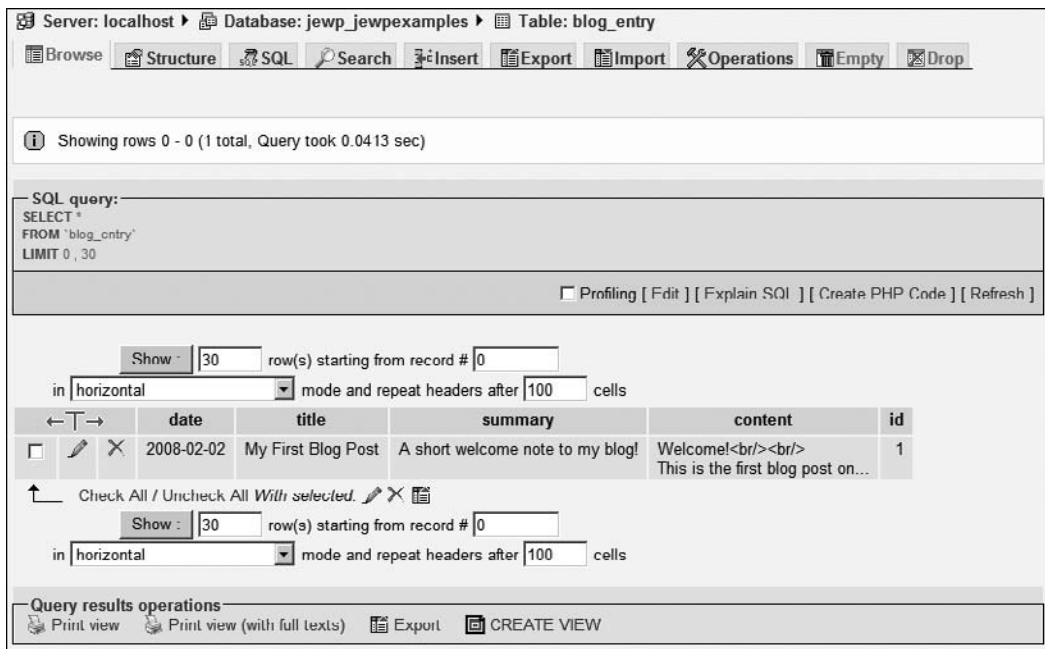 Server: localhost Database: jewp_jewpexamples Table: blog_entry
Browse Structure SQL Search Insert Export Import Operations Empty Drop
Showing rows 0 - 0 (1 total, Query took 0.0413 sec)
SQL query:
SELECT *
FROM `blog_entry`
LIMIT 0 , 30
Profiling [ Edit ] [ Explain SQL ] [ Create PHP Code ] [ Refresh ]
Show : 30 row(s) starting from record # 0
in horizontal mode and repeat headers after 100 cells
←T→ date title summary content id
2008-02-02 My First Blog Post A short welcome note to my blog! Welcome!<br/><br/> 1
This is the first blog post on...
Check All / Uncheck All With selected:
Show : 30 row(s) starting from record # 0
in horizontal mode and repeat headers after 100 cells
Query results operations
Print view Print view (with full texts) Export CREATE VIEW